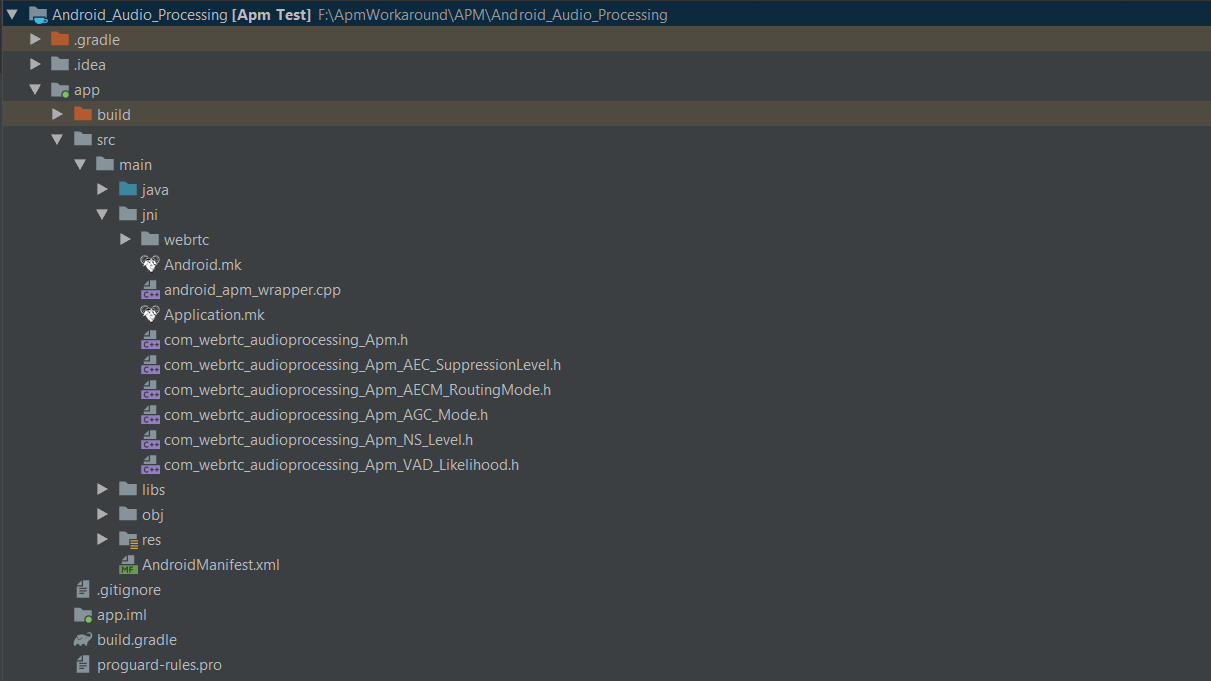 Android_Audio_Processing [Apm Test] F:\ApmWorkaround\APM\Android_Audio_Processing
.gradle
.idea
app
build
src
main
java
jni
webrtc
Android.mk
android_apm_wrapper.cpp
Application.mk
com_webrtc_audioprocessing_Apm.h
com_webrtc_audioprocessing_Apm_AEC_SuppressionLevel.h
com_webrtc_audioprocessing_Apm_AECM_RoutingMode.h
com_webrtc_audioprocessing_Apm_AGC_Mode.h
com_webrtc_audioprocessing_Apm_NS_Level.h
com_webrtc_audioprocessing_Apm_VAD_Likelihood.h
libs
obj
res
AndroidManifest.xml
.gitignore
app.iml
build.gradle
proguard-rules.pro